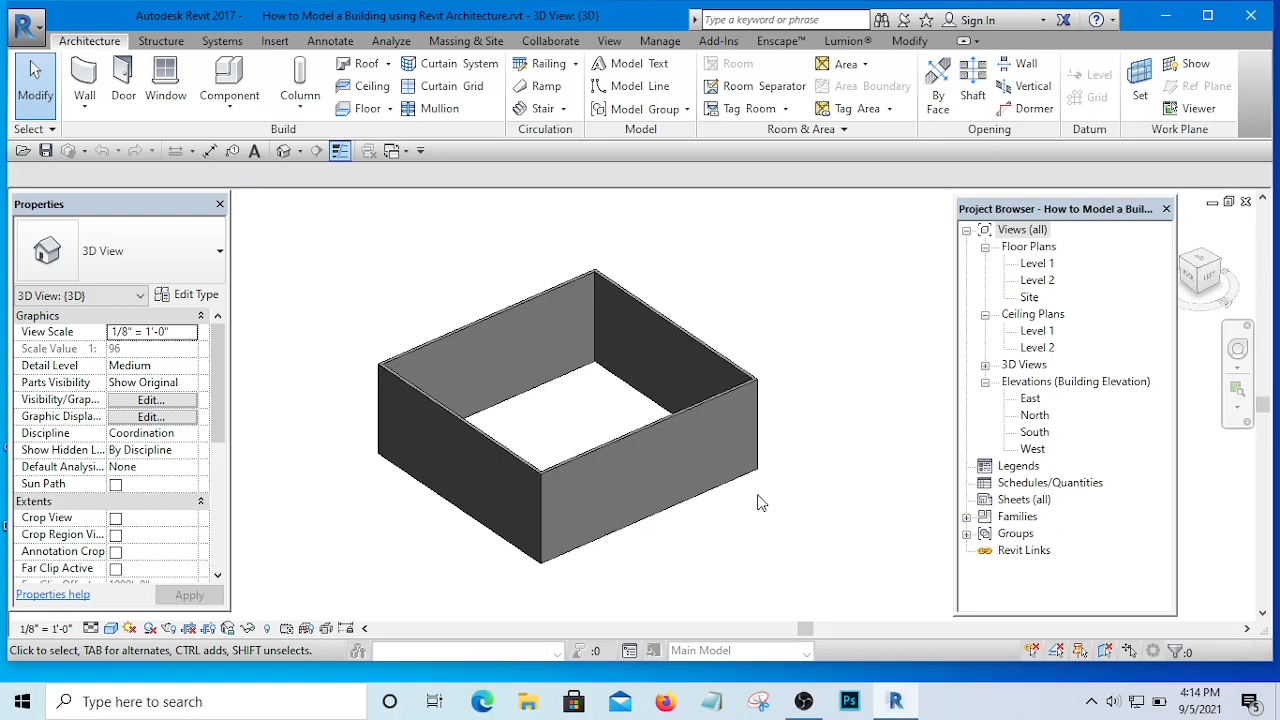 Autodesk Revit 2017 - How to Model a Building using Revit Architecture.rvt - 3D View: {3D}
Type a keyword or phrase
Sign In
Architecture Structure Systems Insert Annotate Analyze Massing & Site Collaborate View Manage Add-Ins Enscape™ Lumion® Modify
Modify
Wall
Door
Window
Component
Column
Roof
Ceiling
Floor
Curtain System
Curtain Grid
Mullion
Railing
Ramp
Stair
Model Text
Model Line
Model Group
Room
Room Separator
Tag Room
Area
Area Boundary
Tag Area
By
Face
Shaft
Wall
Vertical
Dormer
Level
Grid
Set
Show
Ref Plane
Viewer
Select
Build
Circulation
Model
Room & Area
Opening
Datum
Work Plane
Properties
3D View
3D View: {3D}
Edit Type
Graphics
View Scale 1/8" = 1'-0"
Scale Value 1: 96
Detail Level Medium
Parts Visibility Show Original
Visibility/Grap... Edit...
Graphic Displa... Edit...
Discipline Coordination
Show Hidden L... By Discipline
Default Analysi... None
Sun Path
Extents
Crop View
Crop Region Vi...
Annotation Crop
Far Clip Active
Properties help
Apply
Project Browser - How to Model a Buil...
Views (all)
Floor Plans
Level 1
Level 2
Site
Ceiling Plans
Level 1
Level 2
3D Views
Elevations (Building Elevation)
East
North
South
West
Legends
Schedules/Quantities
Sheets (all)
Families
Groups
Revit Links
LEFT
1/8" = 1'-0"
Click to select, TAB for alternates, CTRL adds, SHIFT unselects.
:0
Main Model
:0
Type here to search
Ps
R
4:14 PM
9/5/2021
5